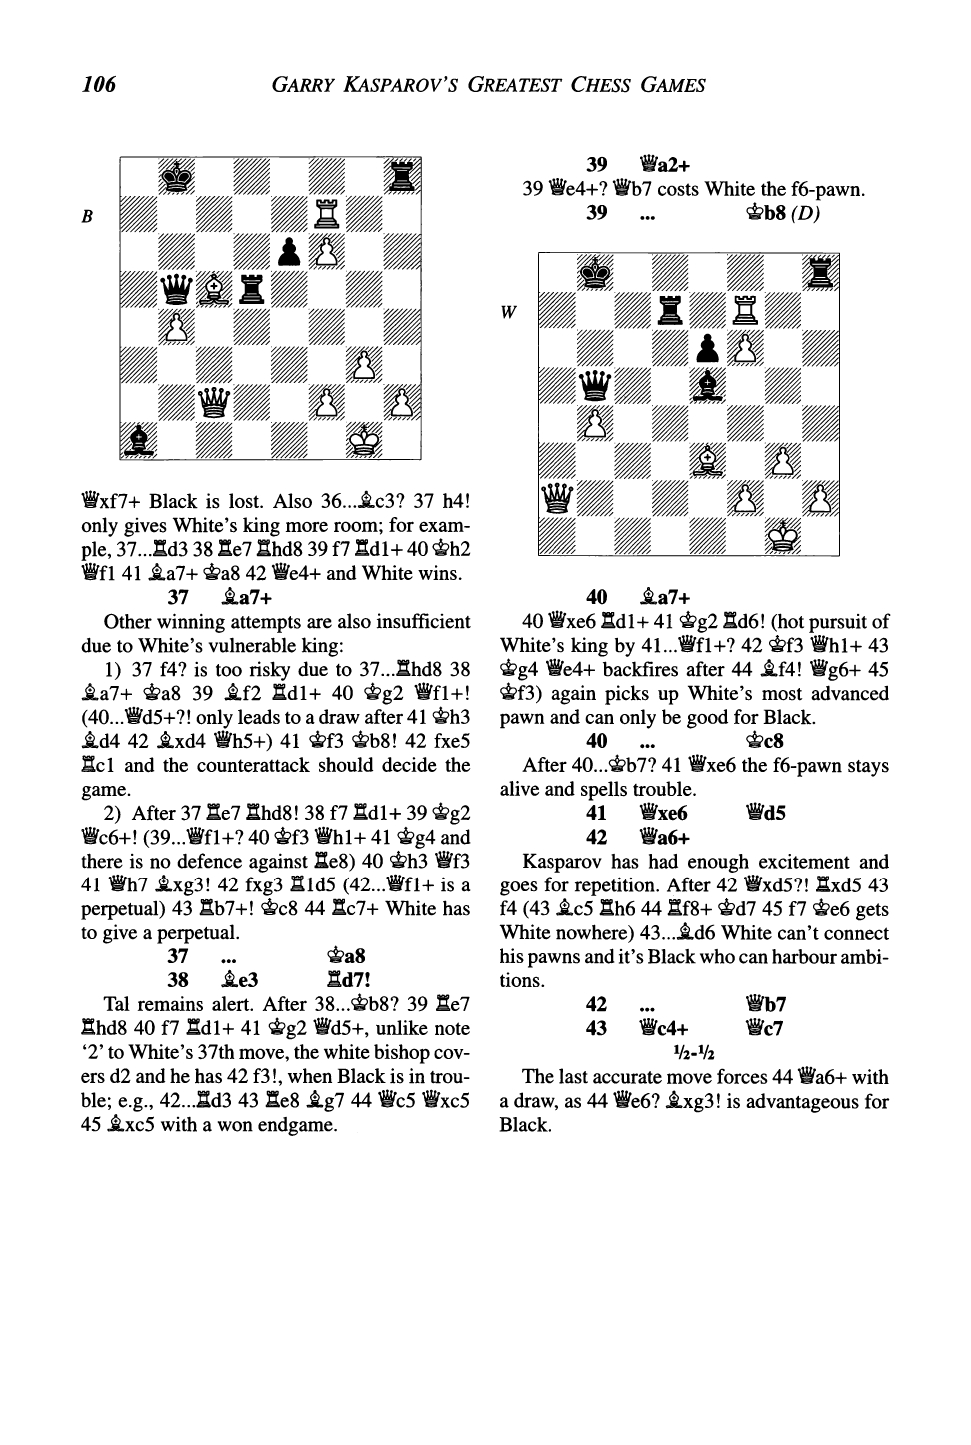 106
GARRY KASPAROV'S GREATEST CHESS GAMES
B
♕xf7+ Black is lost. Also 36...♗c3? 37 h4!
only gives White's king more room; for exam-
ple, 37...♖d3 38 ♖e7 ♖hd8 39 f7 ♖d1+ 40 ♔h2
♕f1 41 ♗a7+ ♔a8 42 ♕e4+ and White wins.
37 ♗a7+
Other winning attempts are also insufficient
due to White's vulnerable king:
1) 37 f4? is too risky due to 37...♖hd8 38
♗a7+ ♔a8 39 ♗f2 ♖d1+ 40 ♔g2 ♕f1+!
(40...♕d5+?! only leads to a draw after 41 ♔h3
♗d4 42 ♗xd4 ♕h5+) 41 ♔f3 ♔b8! 42 fxe5
♖c1 and the counterattack should decide the
game.
2) After 37 ♖e7 ♖hd8! 38 f7 ♖d1+ 39 ♔g2
♕c6+! (39...♕f1+? 40 ♔f3 ♕h1+ 41 ♔g4 and
there is no defence against ♖e8) 40 ♔h3 ♕f3
41 ♕h7 ♗xg3! 42 fxg3 ♖1d5 (42...♕f1+ is a
perpetual) 43 ♖b7+! ♔c8 44 ♖c7+ White has
to give a perpetual.
37 ... ♔a8
38 ♗e3 ♖d7!
Tal remains alert. After 38...♔b8? 39 ♖e7
♖hd8 40 f7 ♖d1+ 41 ♔g2 ♕d5+, unlike note
'2' to White's 37th move, the white bishop cov-
ers d2 and he has 42 f3!, when Black is in trou-
ble; e.g., 42...♖d3 43 ♖e8 ♗g7 44 ♕c5 ♕xc5
45 ♗xc5 with a won endgame.
39 ♕a2+
39 ♕e4+? ♕b7 costs White the f6-pawn.
39 ... ♔b8 (D)
W
40 ♗a7+
40 ♕xe6 ♖d1+ 41 ♔g2 ♖d6! (hot pursuit of
White's king by 41...♕f1+? 42 ♔f3 ♕h1+ 43
♔g4 ♕e4+ backfires after 44 ♗f4! ♕g6+ 45
♔f3) again picks up White's most advanced
pawn and can only be good for Black.
40 ... ♔c8
After 40...♔b7? 41 ♕xe6 the f6-pawn stays
alive and spells trouble.
41 ♕xe6 ♕d5
42 ♕a6+
Kasparov has had enough excitement and
goes for repetition. After 42 ♕xd5?! ♖xd5 43
f4 (43 ♗c5 ♖h6 44 ♖f8+ ♔d7 45 f7 ♔e6 gets
White nowhere) 43...♗d6 White can't connect
his pawns and it's Black who can harbour ambi-
tions.
42 ... ♕b7
43 ♕c4+ ♕c7
½-½
The last accurate move forces 44 ♕a6+ with
a draw, as 44 ♕e6? ♗xg3! is advantageous for
Black.